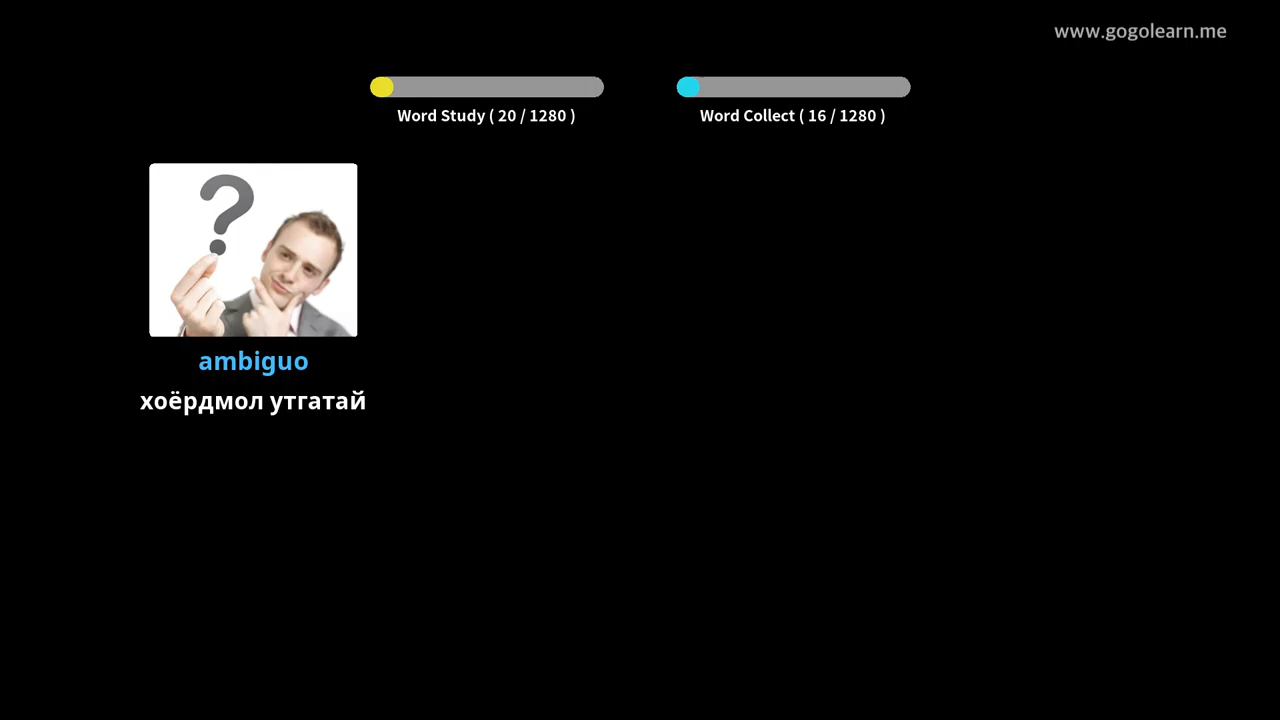 www.gogolearn.me
Word Study ( 20 / 1280 )
Word Collect ( 16 / 1280 )
?
ambiguo
хоёрдмол утгатай